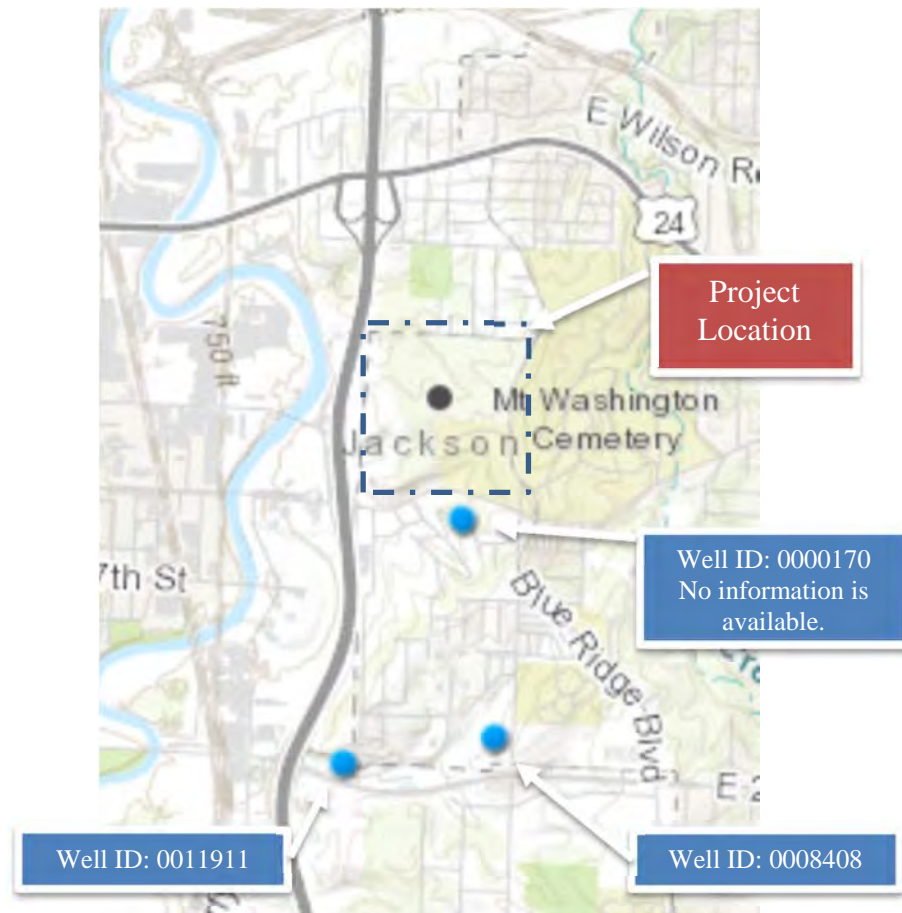 E Wilson R
24
Project
Location
750 ft
Mt Washington
Cemetery
Jackson
Well ID: 0000170
No information is
available.
7th St
Blue Ridge Blvd
E 2
Well ID: 0011911
Well ID: 0008408